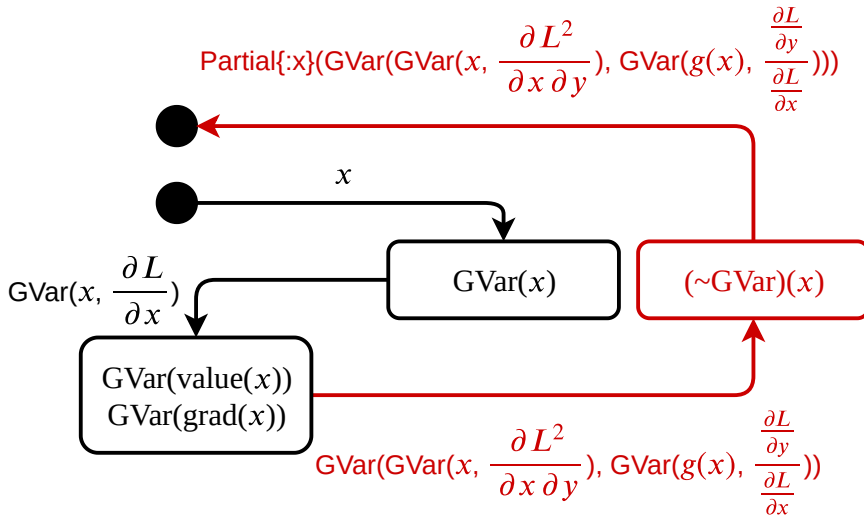 Partial{:x}(GVar(GVar(x, ∂L²/∂x ∂y), GVar(g(x), (∂L/∂y)/(∂L/∂x))))
x
GVar(x)
(~GVar)(x)
GVar(x, ∂L/∂x)
GVar(value(x))
GVar(grad(x))
GVar(GVar(x, ∂L²/∂x ∂y), GVar(g(x), (∂L/∂y)/(∂L/∂x)))